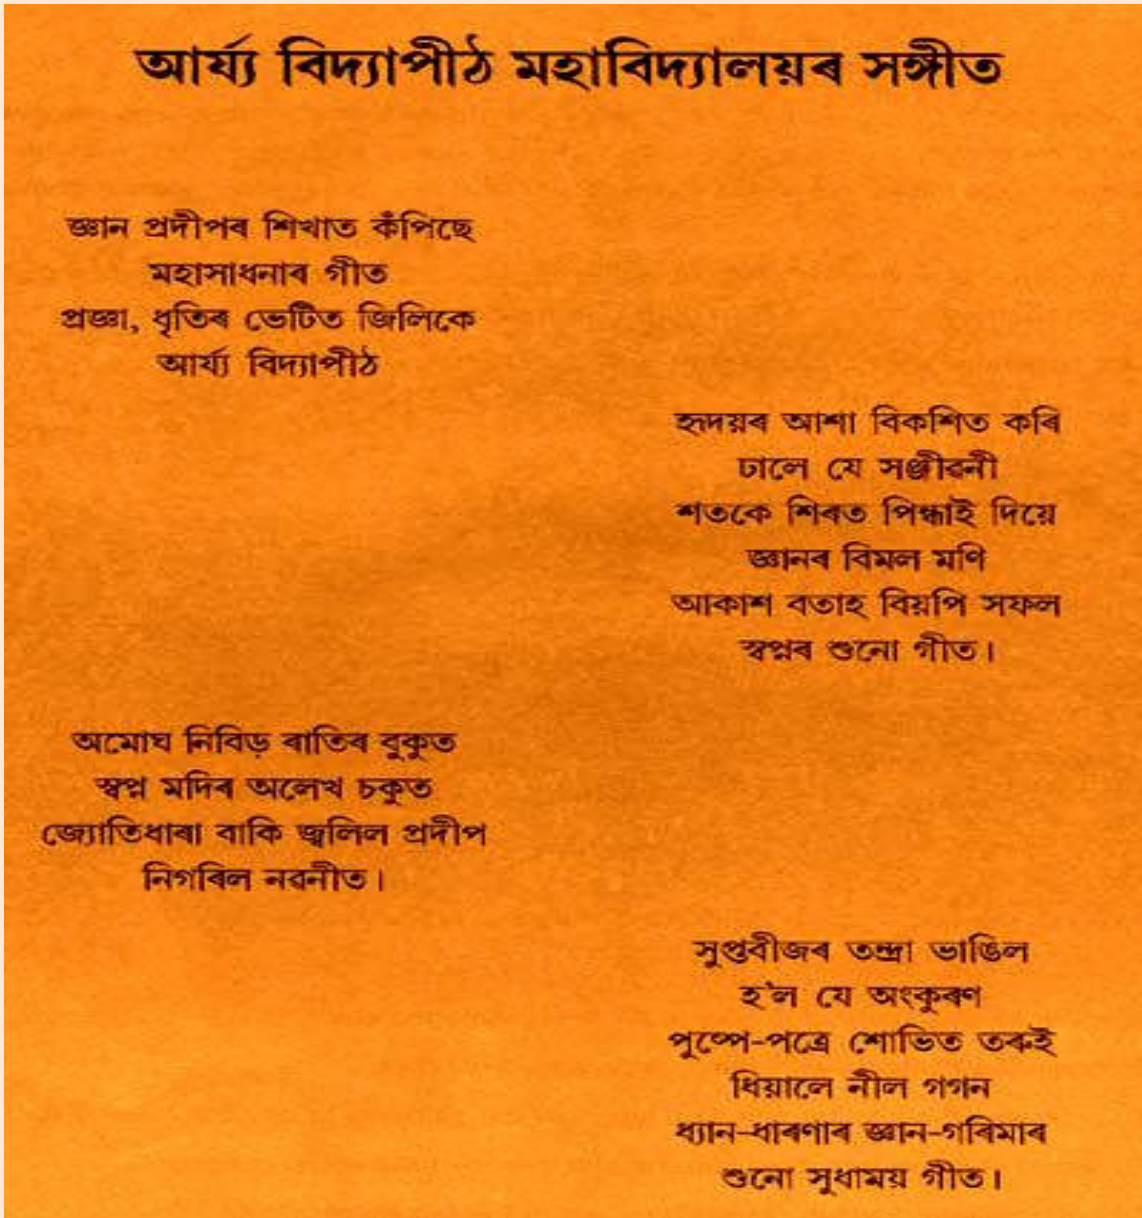 আৰ্য্য বিদ্যাপীঠ মহাবিদ্যালয়ৰ সঙ্গীত
জ্ঞান প্ৰদীপৰ শিখাত কঁপিছে
মহাসাধনাৰ গীত
প্ৰজ্ঞা, ধৃতিৰ ভেটিত জিলিকে
আৰ্য্য বিদ্যাপীঠ
হৃদয়ৰ আশা বিকশিত কৰি
ঢালে যে সঞ্জীৱনী
শতকে শিৰত পিন্ধাই দিয়ে
জ্ঞানৰ বিমল মণি
আকাশ বতাহ বিয়পি সফল
স্বপ্নৰ শুনো গীত।
অমোঘ নিবিড় ৰাতিৰ বুকুত
স্বপ্ন মদিৰ অলেখ চকুত
জ্যোতিধাৰা বাকি জ্বলিল প্ৰদীপ
নিগৰিল নৱনীত।
সুপ্তবীজৰ তন্দ্ৰা ভাঙিল
হ'ল যে অংকুৰণ
পুষ্পে-পত্ৰে শোভিত তৰুই
ধিয়ালে নীল গগন
ধ্যান-ধাৰণাৰ জ্ঞান-গৰিমাৰ
শুনো সুধাময় গীত।